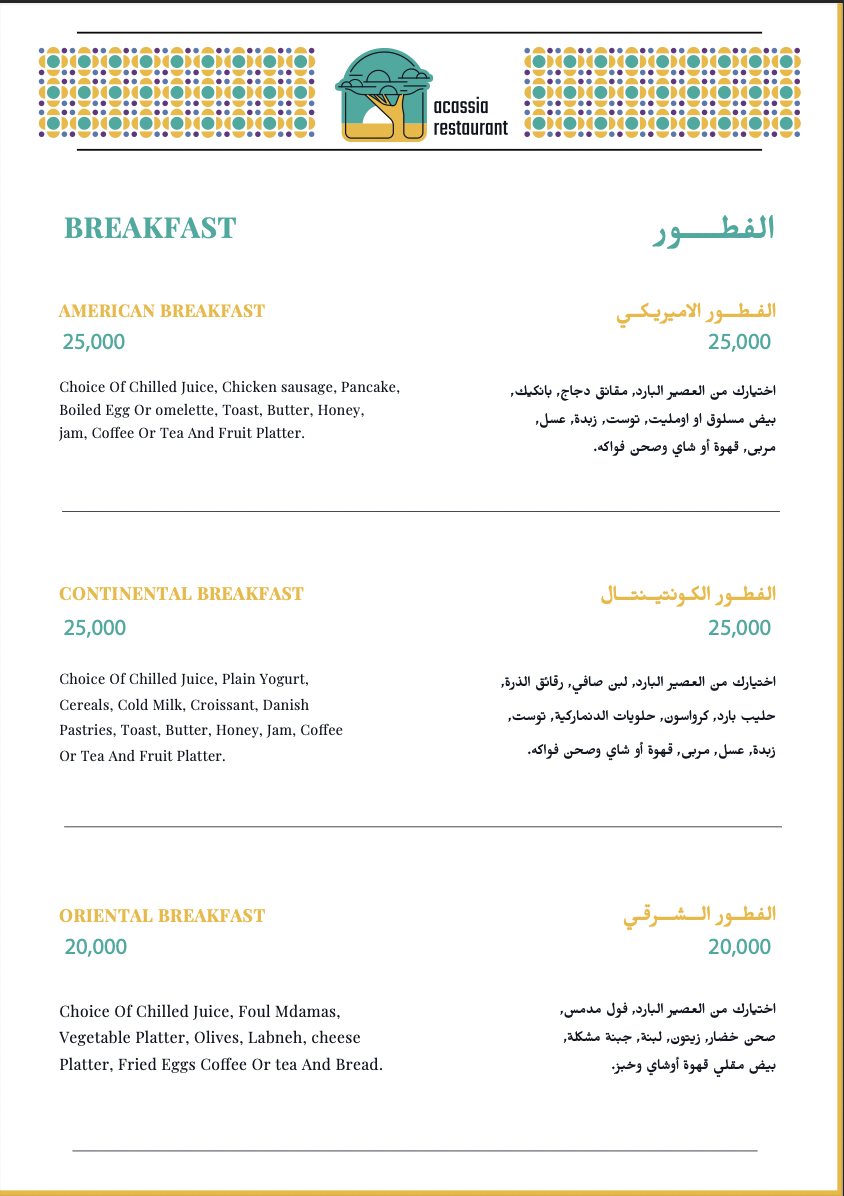 acassia
restaurant
BREAKFAST
الفطـــــور
AMERICAN BREAKFAST
الفـطـــور الاميريـكـــي
25,000
25,000
Choice Of Chilled Juice, Chicken sausage, Pancake,
Boiled Egg Or omelette, Toast, Butter, Honey,
jam, Coffee Or Tea And Fruit Platter.
اختيارك من العصير البارد, مقانق دجاج, بانكيك,
بيض مسلوق او اومليت, توست, زبدة, عسل,
مربى, قهوة أو شاي وصحن فواكه.
CONTINENTAL BREAKFAST
الفطــور الكـونتيــنتـــال
25,000
25,000
Choice Of Chilled Juice, Plain Yogurt,
Cereals, Cold Milk, Croissant, Danish
Pastries, Toast, Butter, Honey, Jam, Coffee
Or Tea And Fruit Platter.
اختيارك من العصير البارد, لبن صافي, رقائق الذرة,
حليب بارد, كرواسون, حلويات الدنماركية, توست,
زبدة, عسل, مربى, قهوة أو شاي وصحن فواكه.
ORIENTAL BREAKFAST
الفطــور الـــشـــرقـي
20,000
20,000
Choice Of Chilled Juice, Foul Mdamas,
Vegetable Platter, Olives, Labneh, cheese
Platter, Fried Eggs Coffee Or tea And Bread.
اختيارك من العصير البارد, فول مدمس,
صحن خضار, زيتون, لبنة, جبنة مشكلة,
بيض مقلي قهوة أوشاي وخبز.